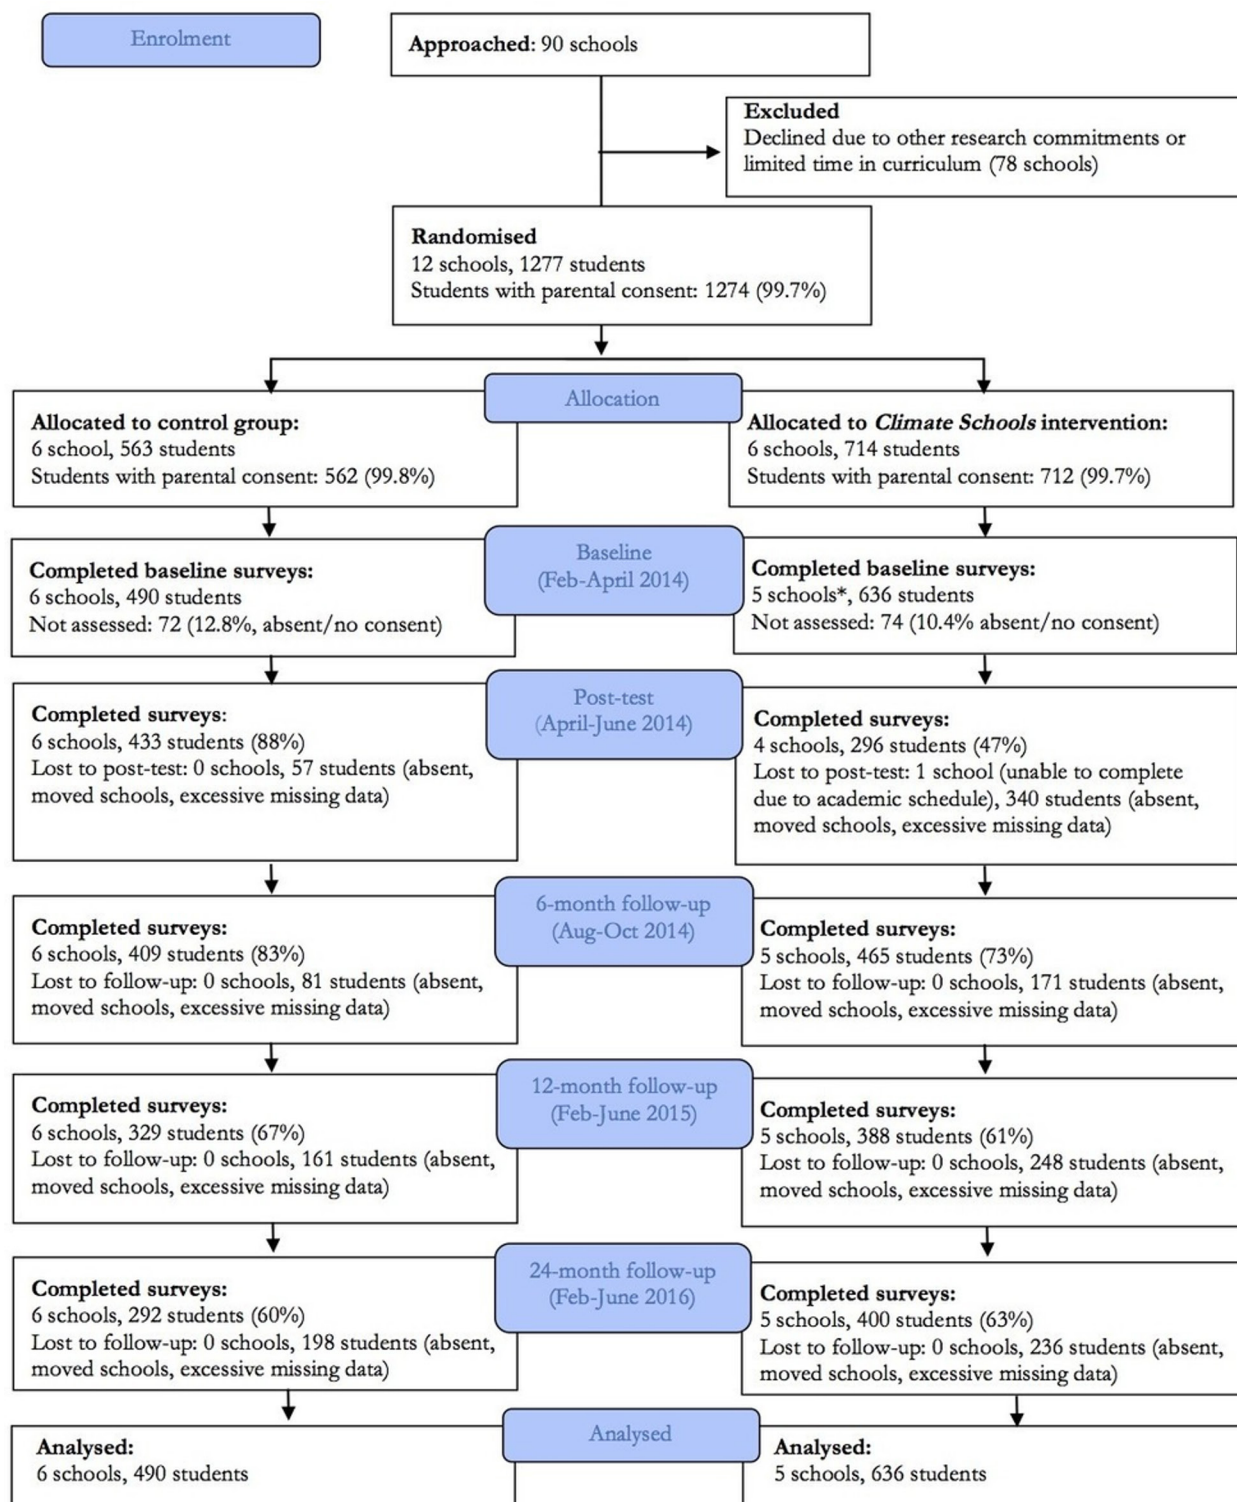 Enrolment
Approached: 90 schools
Excluded
Declined due to other research commitments or
limited time in curriculum (78 schools)
Randomised
12 schools, 1277 students
Students with parental consent: 1274 (99.7%)
Allocation
Allocated to control group:
6 school, 563 students
Students with parental consent: 562 (99.8%)
Allocated to Climate Schools intervention:
6 schools, 714 students
Students with parental consent: 712 (99.7%)
Baseline
(Feb-April 2014)
Completed baseline surveys:
6 schools, 490 students
Not assessed: 72 (12.8%, absent/no consent)
Completed baseline surveys:
5 schools*, 636 students
Not assessed: 74 (10.4% absent/no consent)
Post-test
(April-June 2014)
Completed surveys:
6 schools, 433 students (88%)
Lost to post-test: 0 schools, 57 students (absent,
moved schools, excessive missing data)
Completed surveys:
4 schools, 296 students (47%)
Lost to post-test: 1 school (unable to complete
due to academic schedule), 340 students (absent,
moved schools, excessive missing data)
6-month follow-up
(Aug-Oct 2014)
Completed surveys:
6 schools, 409 students (83%)
Lost to follow-up: 0 schools, 81 students (absent,
moved schools, excessive missing data)
Completed surveys:
5 schools, 465 students (73%)
Lost to follow-up: 0 schools, 171 students (absent,
moved schools, excessive missing data)
12-month follow-up
(Feb-June 2015)
Completed surveys:
6 schools, 329 students (67%)
Lost to follow-up: 0 schools, 161 students (absent,
moved schools, excessive missing data)
Completed surveys:
5 schools, 388 students (61%)
Lost to follow-up: 0 schools, 248 students (absent,
moved schools, excessive missing data)
24-month follow-up
(Feb-June 2016)
Completed surveys:
6 schools, 292 students (60%)
Lost to follow-up: 0 schools, 198 students (absent,
moved schools, excessive missing data)
Completed surveys:
5 schools, 400 students (63%)
Lost to follow-up: 0 schools, 236 students (absent,
moved schools, excessive missing data)
Analysed
Analysed:
6 schools, 490 students
Analysed:
5 schools, 636 students